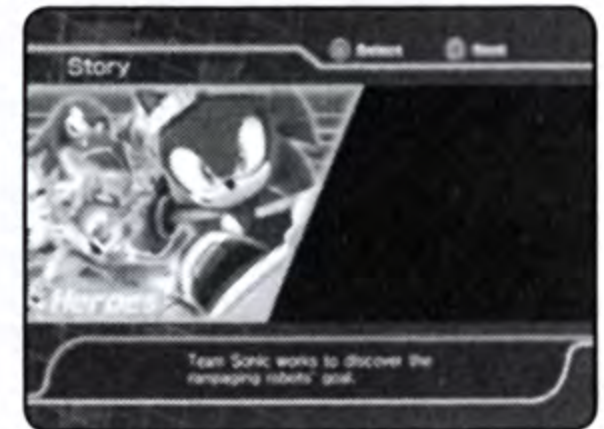 Story
Select
Heroes
Team Sonic works to discover the
rampaging robots' goal.